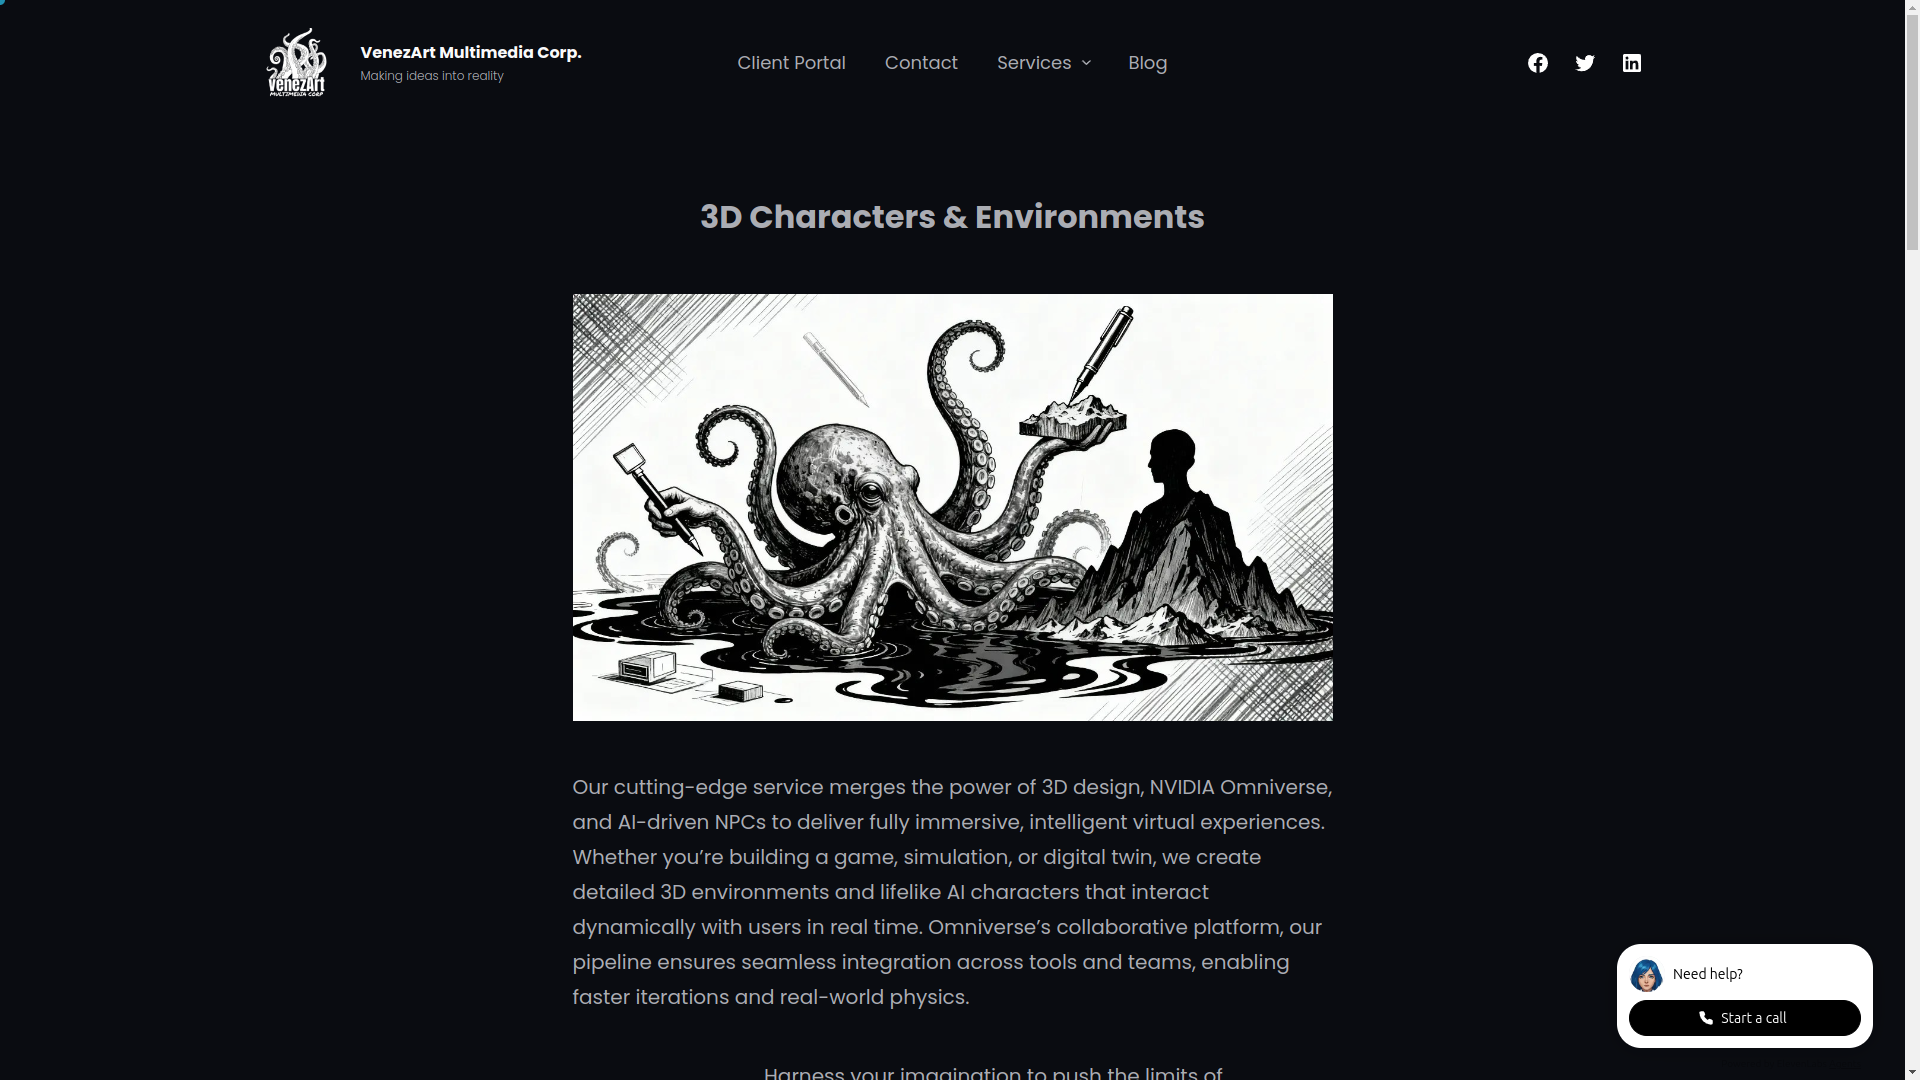 venezArt
MULTIMEDIA CORP
VenezArt Multimedia Corp.
Making ideas into reality
Client Portal
Contact
Services
Blog
3D Characters & Environments
Our cutting-edge service merges the power of 3D design, NVIDIA Omniverse,
and AI-driven NPCs to deliver fully immersive, intelligent virtual experiences.
Whether you’re building a game, simulation, or digital twin, we create
detailed 3D environments and lifelike AI characters that interact
dynamically with users in real time. Omniverse’s collaborative platform, our
pipeline ensures seamless integration across tools and teams, enabling
faster iterations and real-world physics.
Harness your imagination to push the limits of
Need help?
Start a call